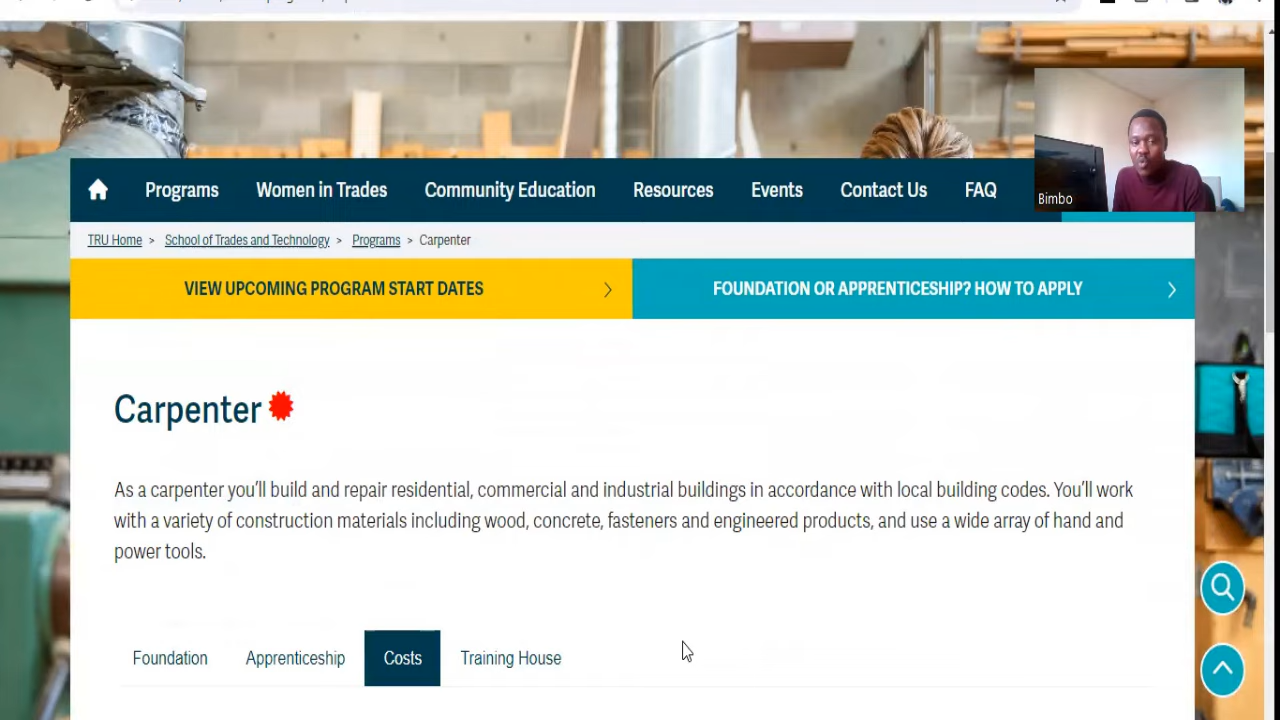 Programs Women in Trades Community Education Resources Events Contact Us FAQ
Bimbo
TRU Home > School of Trades and Technology > Programs > Carpenter
VIEW UPCOMING PROGRAM START DATES
FOUNDATION OR APPRENTICESHIP? HOW TO APPLY
Carpenter
As a carpenter you'll build and repair residential, commercial and industrial buildings in accordance with local building codes. You'll work
with a variety of construction materials including wood, concrete, fasteners and engineered products, and use a wide array of hand and
power tools.
Foundation Apprenticeship Costs Training House